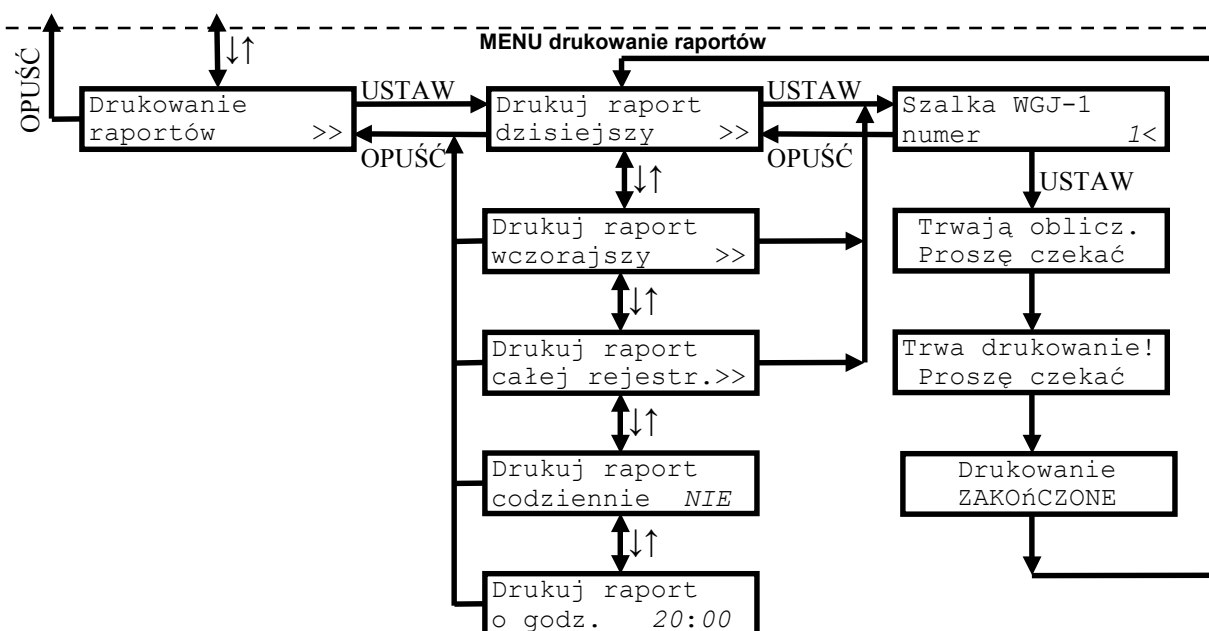 MENU drukowanie raportów
OPUŚĆ
↓↑
Drukowanie
raportów >>
USTAW
OPUŚĆ
Drukuj raport
dzisiejszy >>
USTAW
OPUŚĆ
Szalka WGJ-1
numer 1<
↓↑
USTAW
Drukuj raport
wczorajszy >>
Trwają oblicz.
Proszę czekać
↓↑
Drukuj raport
całej rejestr.>>
Trwa drukowanie!
Proszę czekać
↓↑
Drukuj raport
codziennie NIE
Drukowanie
ZAKOńCZONE
↓↑
Drukuj raport
o godz. 20:00